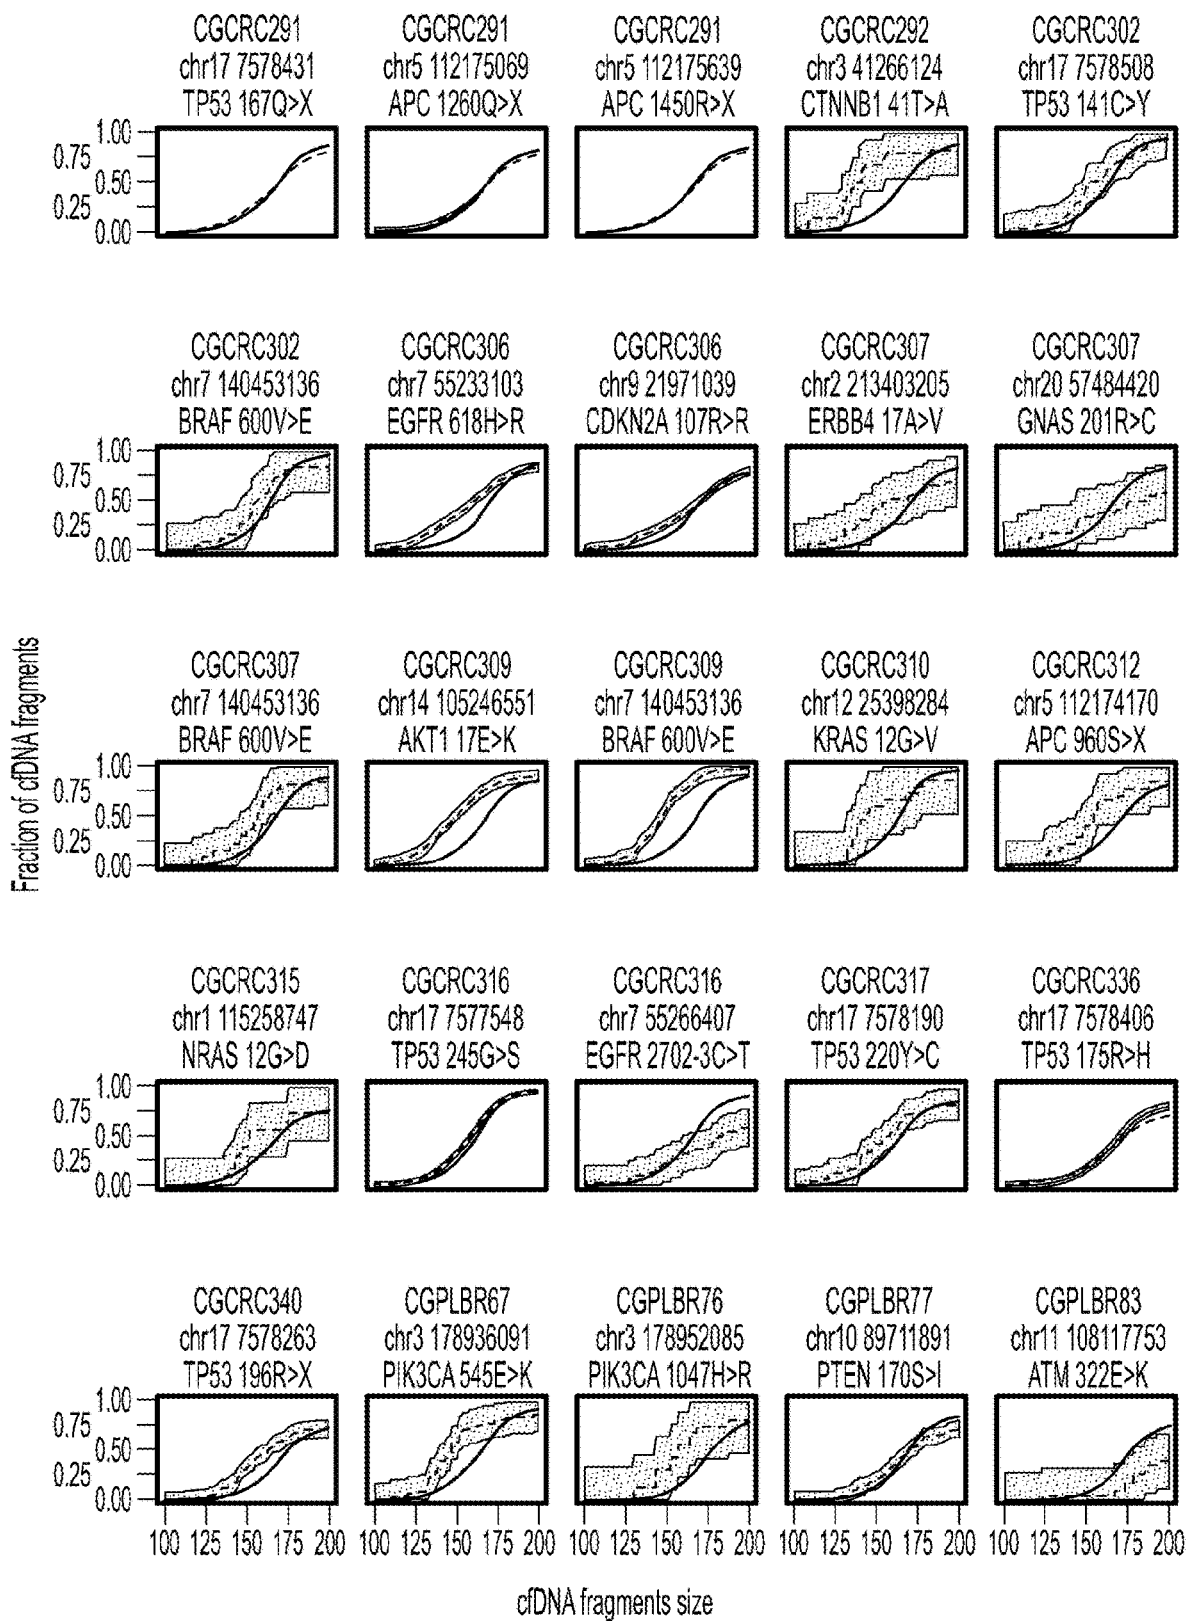 CGCRC291 CGCRC291 CGCRC291 CGCRC292 CGCRC302
chr17 7578431 chr5 112175069 chr5 112175639 chr3 41266124 chr17 7578508
TP53 167Q>X APC 1260Q>X APC 1450R>X CTNNB1 41T>A TP53 141C>Y
1.00
0.75
0.50
0.25
0.00
CGCRC302 CGCRC306 CGCRC306 CGCRC307 CGCRC307
chr7 140453136 chr7 55233103 chr9 21971039 chr2 213403205 chr20 57484420
BRAF 600V>E EGFR 618H>R CDKN2A 107R>R ERBB4 17A>V GNAS 201R>C
1.00
0.75
0.50
0.25
0.00
Fraction of cfDNA fragments
CGCRC307 CGCRC309 CGCRC309 CGCRC310 CGCRC312
chr7 140453136 chr14 105246551 chr7 140453136 chr12 25398284 chr5 112174170
BRAF 600V>E AKT1 17E>K BRAF 600V>E KRAS 12G>V APC 960S>X
1.00
0.75
0.50
0.25
0.00
CGCRC315 CGCRC316 CGCRC316 CGCRC317 CGCRC336
chr1 115258747 chr17 7577548 chr7 55266407 chr17 7578190 chr17 7578406
NRAS 12G>D TP53 245G>S EGFR 2702-3C>T TP53 220Y>C TP53 175R>H
1.00
0.75
0.50
0.25
0.00
CGCRC340 CGPLBR67 CGPLBR76 CGPLBR77 CGPLBR83
chr17 7578263 chr3 178936091 chr3 178952085 chr10 89711891 chr11 108117753
TP53 196R>X PIK3CA 545E>K PIK3CA 1047H>R PTEN 170S>I ATM 322E>K
1.00
0.75
0.50
0.25
0.00
100 125 150 175 200 100 125 150 175 200 100 125 150 175 200 100 125 150 175 200 100 125 150 175 200
cfDNA fragments size